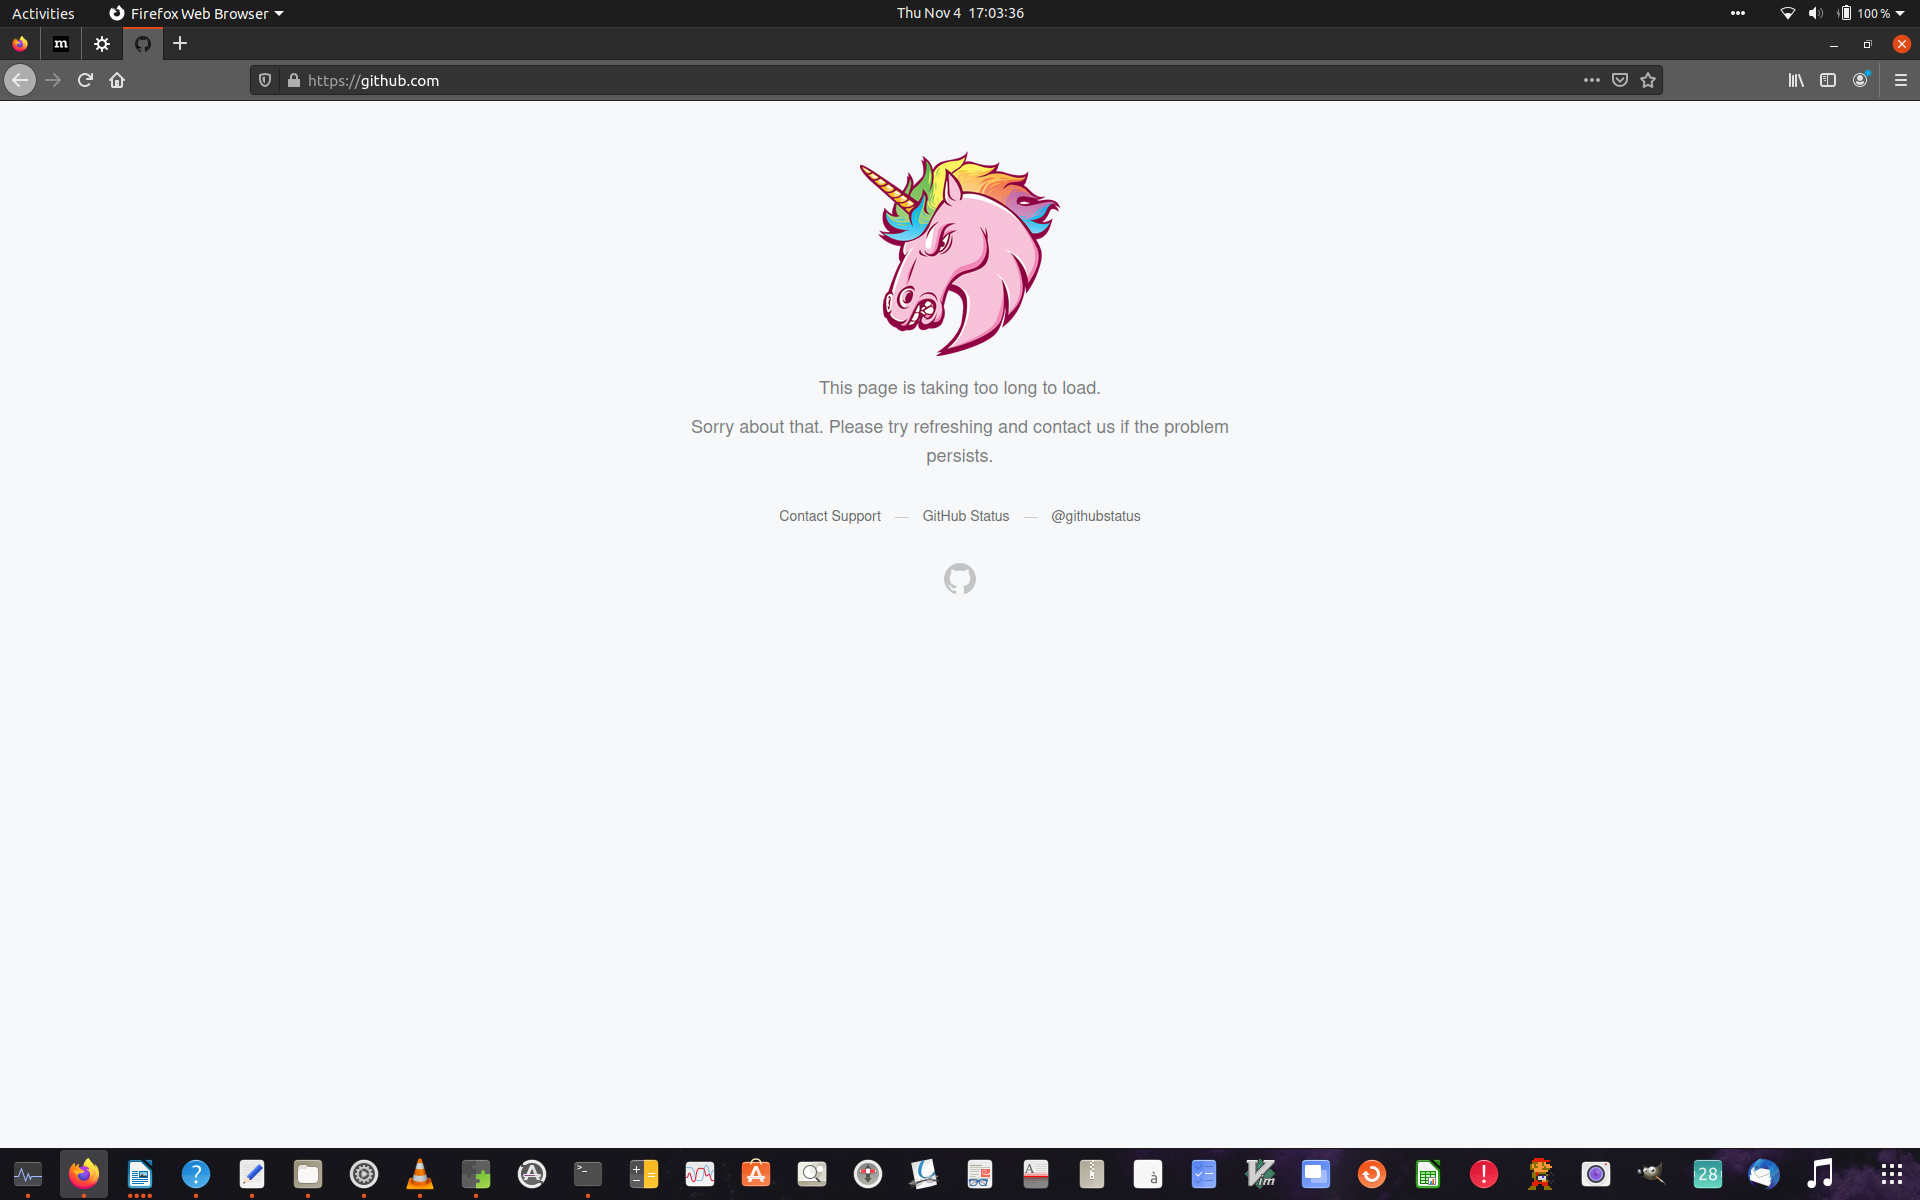 Activities
Firefox Web Browser
Thu Nov 4 17:03:36
100 %
m
https://github.com
This page is taking too long to load.
Sorry about that. Please try refreshing and contact us if the problem
persists.
Contact Support — GitHub Status — @githubstatus
?
>_
A
à
Vim
!
28